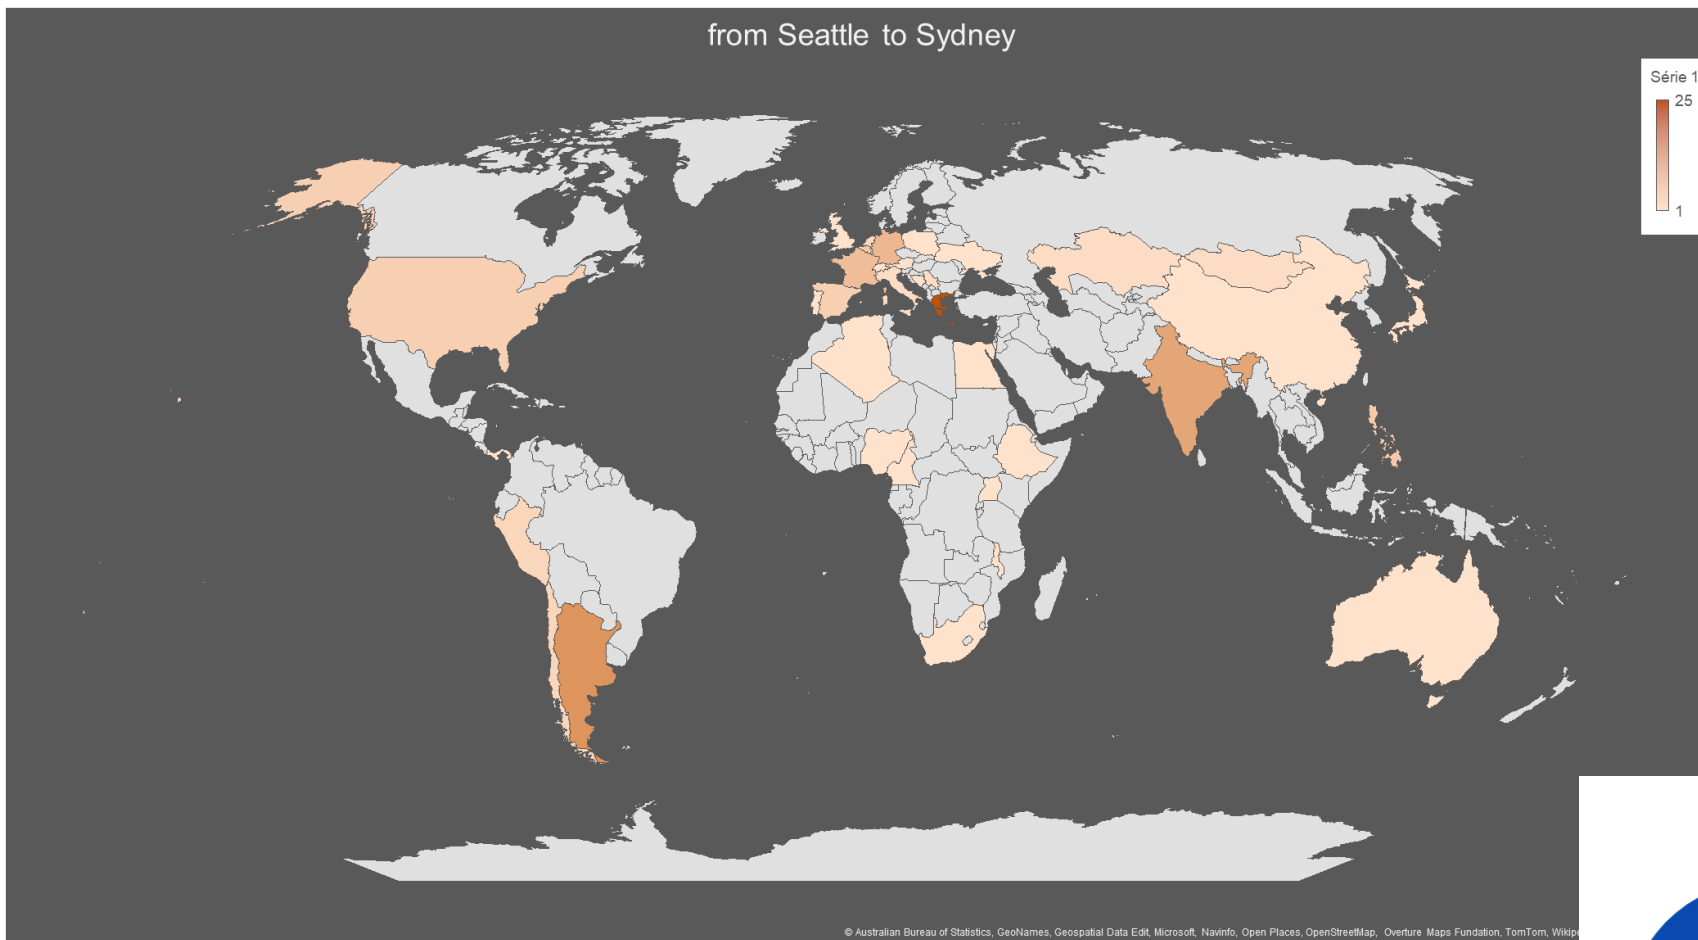 from Seattle to Sydney
Série 1
25
1
© Australian Bureau of Statistics, GeoNames, Geospatial Data Edit, Microsoft, Navinfo, Open Places, OpenStreetMap, Overture Maps Fundation, TomTom,